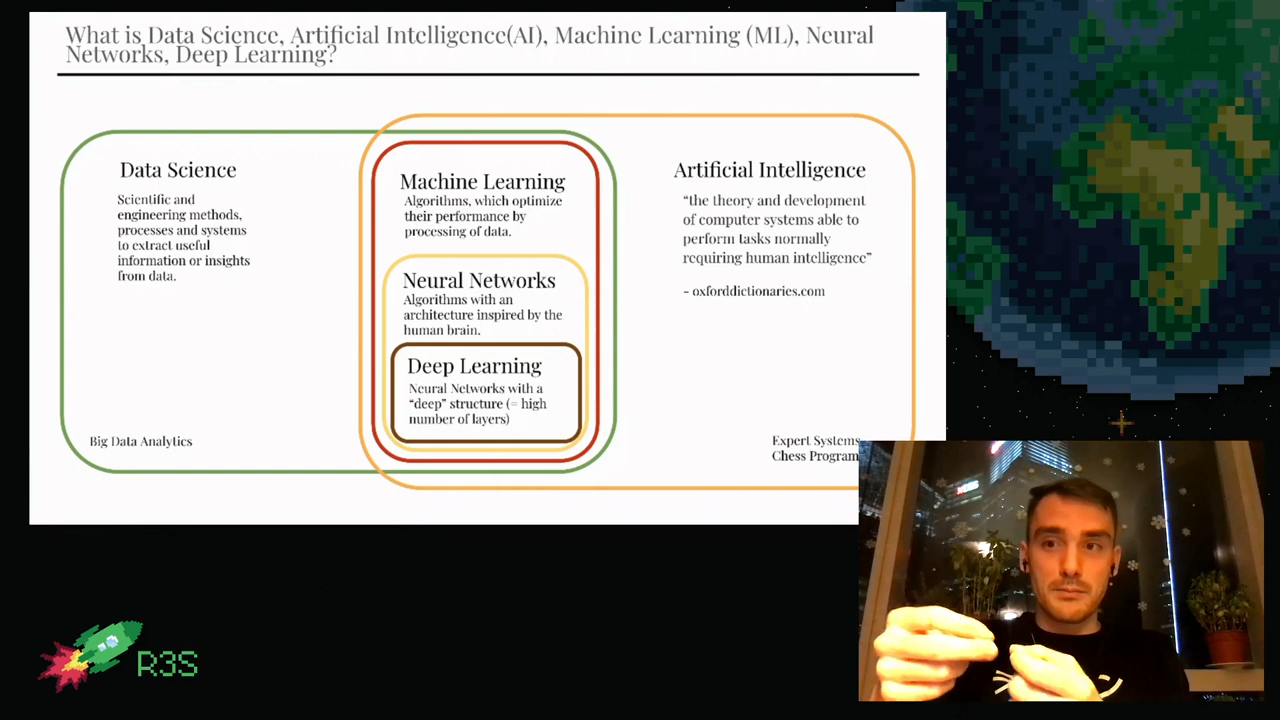 What is Data Science, Artificial Intelligence(AI), Machine Learning (ML), Neural
Networks, Deep Learning?
Data Science
Scientific and
engineering methods,
processes and systems
to extract useful
information or insights
from data.
Big Data Analytics
Machine Learning
Algorithms, which optimize
their performance by
processing of data.
Neural Networks
Algorithms with an
architecture inspired by the
human brain.
Deep Learning
Neural Networks with a
“deep” structure (= high
number of layers)
Artificial Intelligence
“the theory and development
of computer systems able to
perform tasks normally
requiring human intelligence”
- oxforddictionaries.com
Expert Systems
Chess Program
R3S